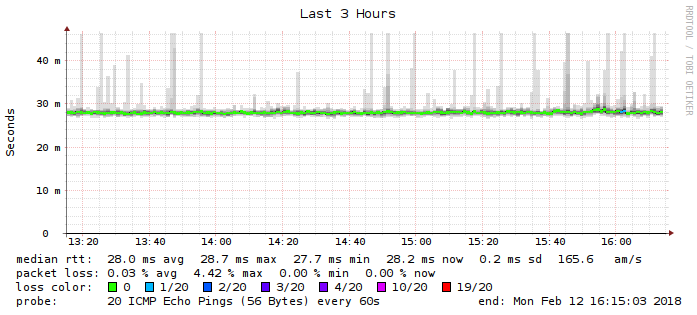 Last 3 Hours
RRDTOOL / TOBI OETIKER
Seconds
40 m
30 m
20 m
10 m
0
13:20 13:40 14:00 14:20 14:40 15:00 15:20 15:40 16:00
median rtt: 28.0 ms avg 28.7 ms max 27.7 ms min 28.2 ms now 0.2 ms sd 165.6 am/s
packet loss: 0.03 % avg 4.42 % max 0.00 % min 0.00 % now
loss color: 0 1/20 2/20 3/20 4/20 10/20 19/20
probe: 20 ICMP Echo Pings (56 Bytes) every 60s end: Mon Feb 12 16:15:03 2018